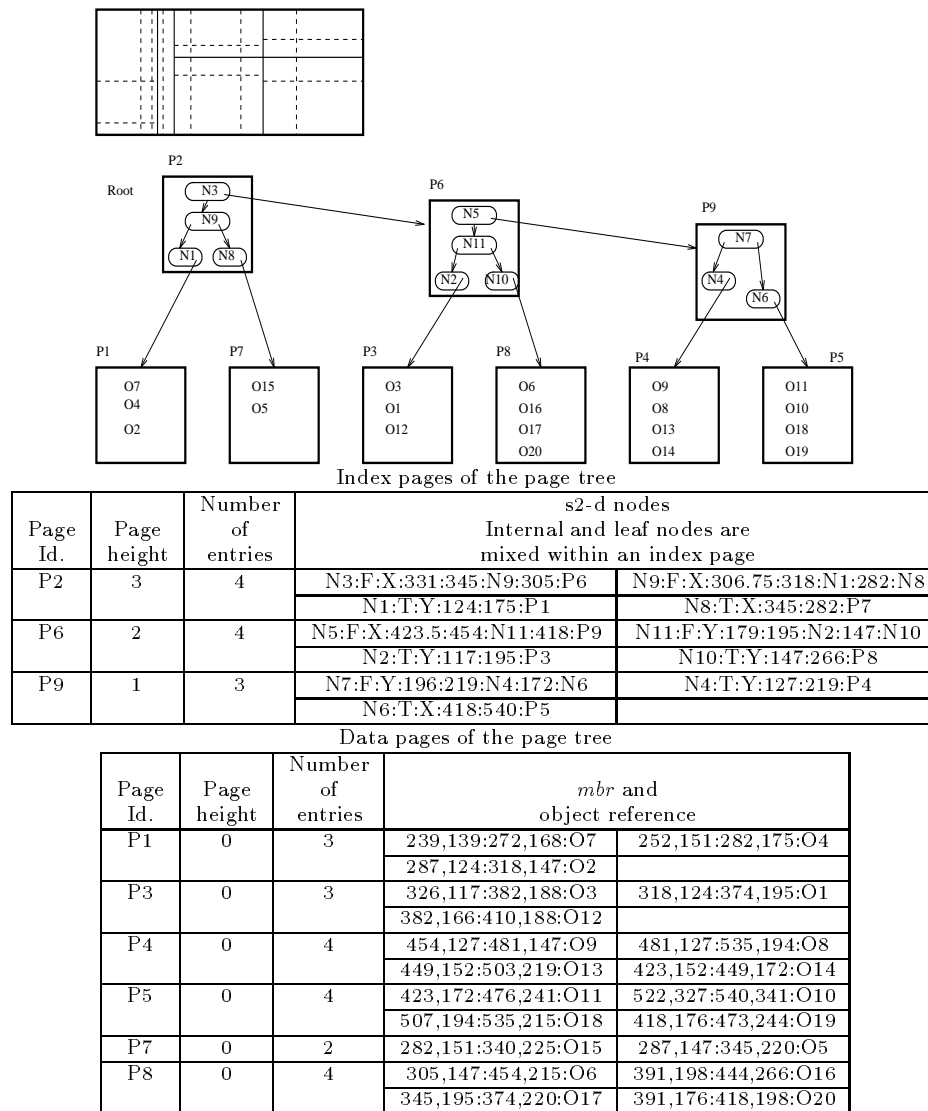 P2
Root
N3
P6
N5
P9
N9
N7
N11
N1 N8
N2 N10
N4
N6
P1 P7 P3 P8 P4 P5
O7 O15 O3 O6 O9 O11
O4 O5 O1 O16 O8 O10
O2 O12 O17 O13 O18
O20 O14 O19
Index pages of the page tree
Page Id. Page height Number of entries s2-d nodes
Internal and leaf nodes are
mixed within an index page
P2 3 4 N3:F:X:331:345:N9:305:P6 N9:F:X:306.75:318:N1:282:N8
N1:T:Y:124:175:P1 N8:T:X:345:282:P7
P6 2 4 N5:F:X:423.5:454:N11:418:P9 N11:F:Y:179:195:N2:147:N10
N2:T:Y:117:195:P3 N10:T:Y:147:266:P8
P9 1 3 N7:F:Y:196:219:N4:172:N6 N4:T:Y:127:219:P4
N6:T:X:418:540:P5
Data pages of the page tree
Page Id. Page height Number of entries mbr and
object reference
P1 0 3 239,139:272,168:O7 252,151:282,175:O4
287,124:318,147:O2
P3 0 3 326,117:382,188:O3 318,124:374,195:O1
382,166:410,188:O12
P4 0 4 454,127:481,147:O9 481,127:535,194:O8
449,152:503,219:O13 423,152:449,172:O14
P5 0 4 423,172:476,241:O11 522,327:540,341:O10
507,194:535,215:O18 418,176:473,244:O19
P7 0 2 282,151:340,225:O15 287,147:345,220:O5
P8 0 4 305,147:454,215:O6 391,198:444,266:O16
345,195:374,220:O17 391,176:418,198:O20